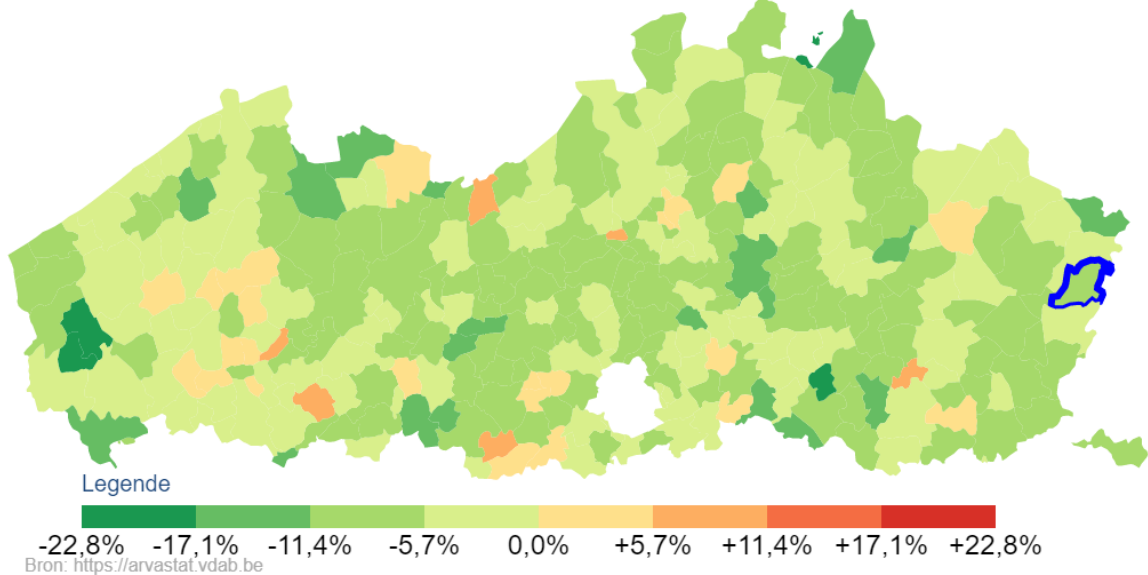 Legende
-22,8% -17,1% -11,4% -5,7% 0,0% +5,7% +11,4% +17,1% +22,8%
Bron: https://arvastat.vdab.be